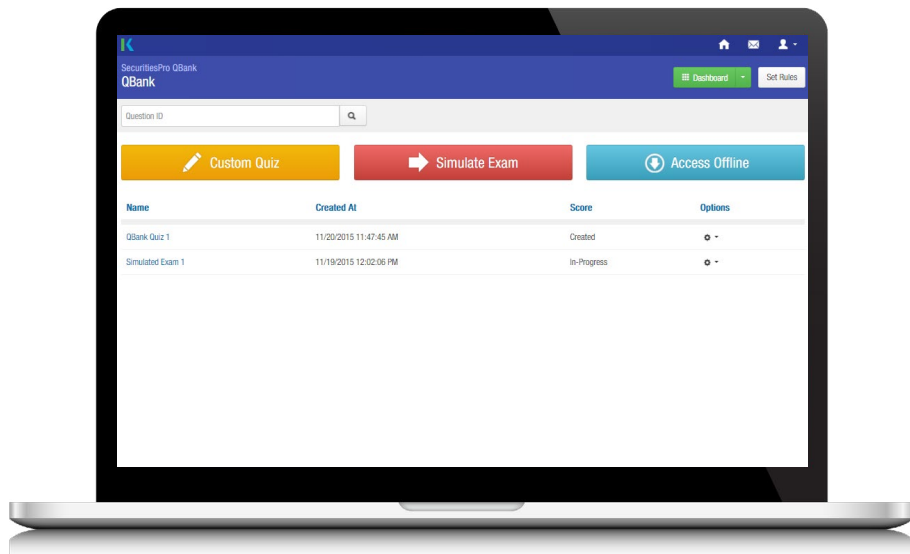 SecuritiesPro QBank
QBank
Dashboard
Set Rules
Question ID
Custom Quiz
Simulate Exam
Access Offline
Name Created At Score Options
QBank Quiz 1 11/20/2015 11:47:45 AM Created
Simulated Exam 1 11/19/2015 12:02:06 PM In-Progress